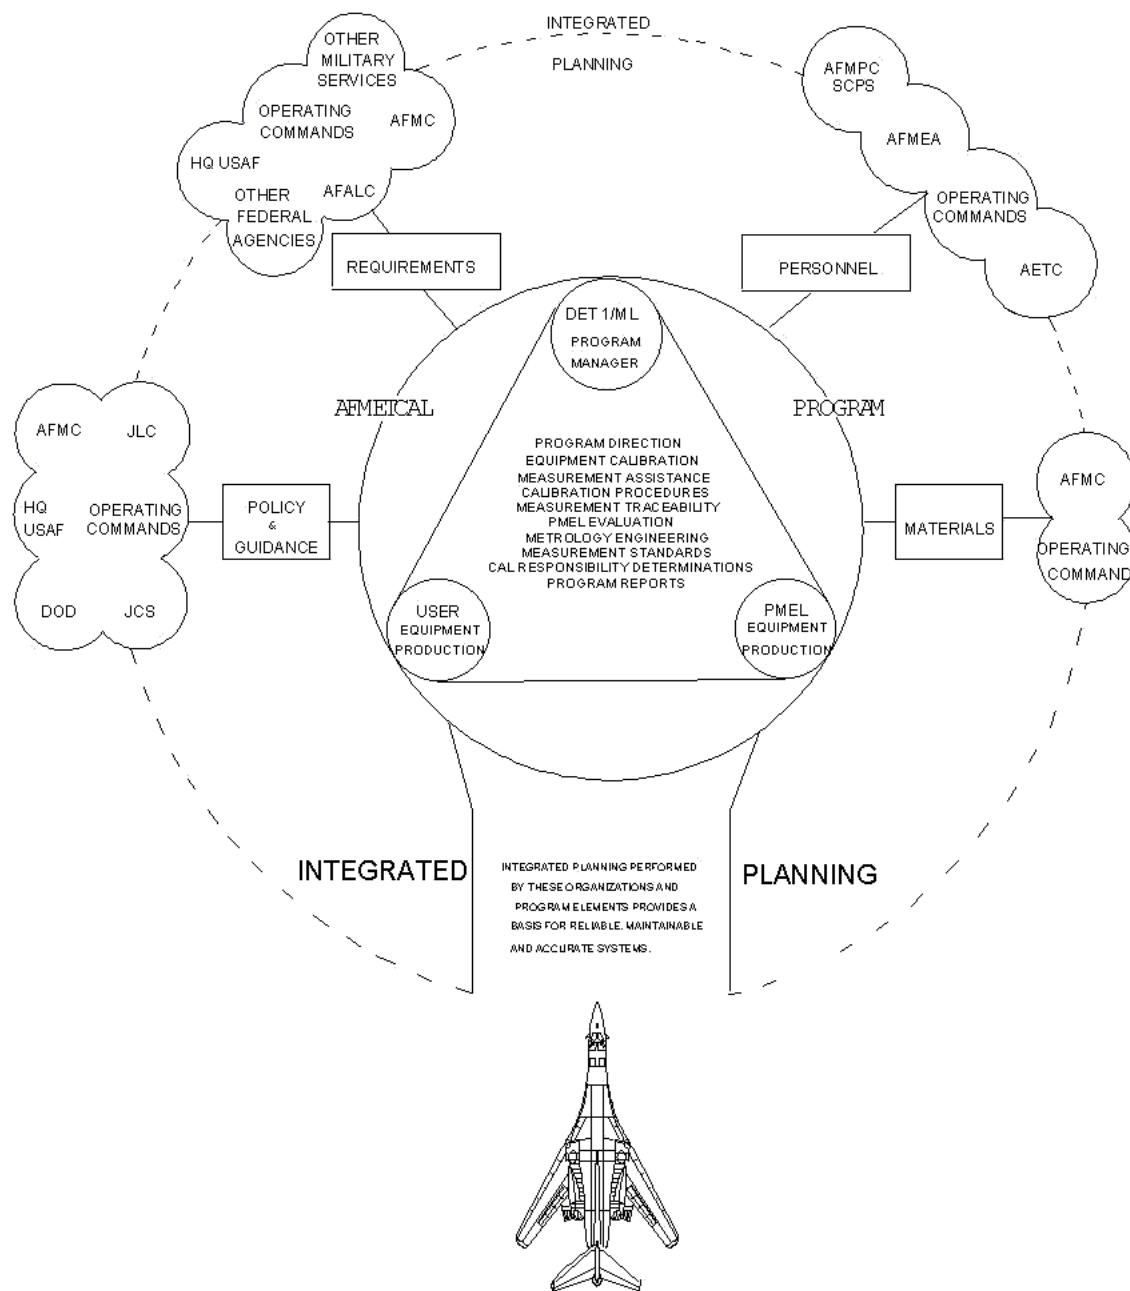 INTEGRATED
PLANNING
OTHER
MILITARY
SERVICES
OPERATING
COMMANDS
AFMC
HQ USAF
AFALC
OTHER
FEDERAL
AGENCIES
AFMPC
SCPS
AFMEA
OPERATING
COMMANDS
AETC
REQUIREMENTS
PERSONNEL
DET 1/ML
PROGRAM
MANAGER
AFMETCAL
PROGRAM
AFMC
JLC
HQ
USAF
OPERATING
COMMANDS
DOD
JCS
POLICY
&
GUIDANCE
PROGRAM DIRECTION
EQUIPMENT CALIBRATION
MEASUREMENT ASSISTANCE
CALIBRATION PROCEDURES
MEASUREMENT TRACEABILITY
PMEL EVALUATION
METROLOGY ENGINEERING
MEASUREMENT STANDARDS
CAL RESPONSIBILITY DETERMINATIONS
PROGRAM REPORTS
MATERIALS
AFMC
OPERATING
COMMAND
USER
EQUIPMENT
PRODUCTION
PMEL
EQUIPMENT
PRODUCTION
INTEGRATED
PLANNING
INTEGRATED PLANNING PERFORMED
BY THESE ORGANIZATIONS AND
PROGRAM ELEMENTS PROVIDES A
BASIS FOR RELIABLE, MAINTAINABLE
AND ACCURATE SYSTEMS.